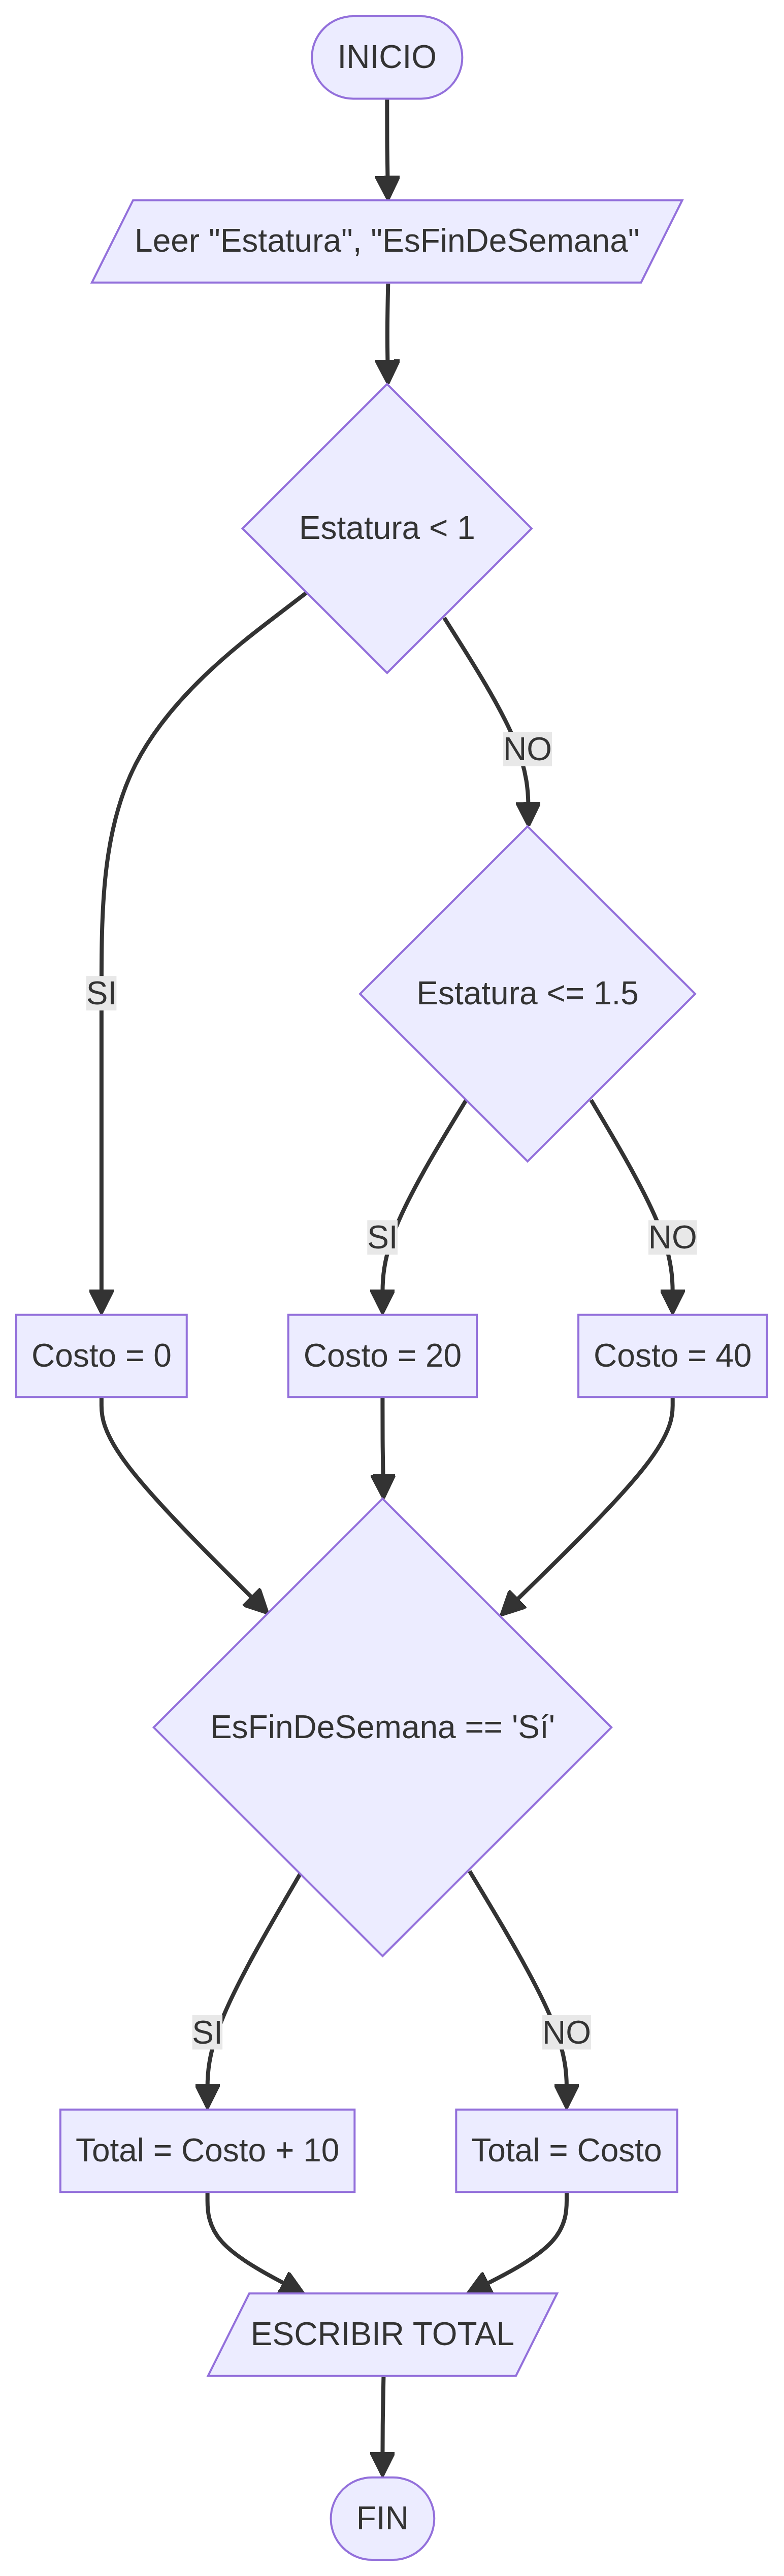 INICIO
Leer "Estatura", "EsFinDeSemana"
Estatura < 1
NO
SI
Estatura <= 1.5
SI
NO
Costo = 0
Costo = 20
Costo = 40
EsFinDeSemana == 'Sí'
SI
NO
Total = Costo + 10
Total = Costo
ESCRIBIR TOTAL
FIN